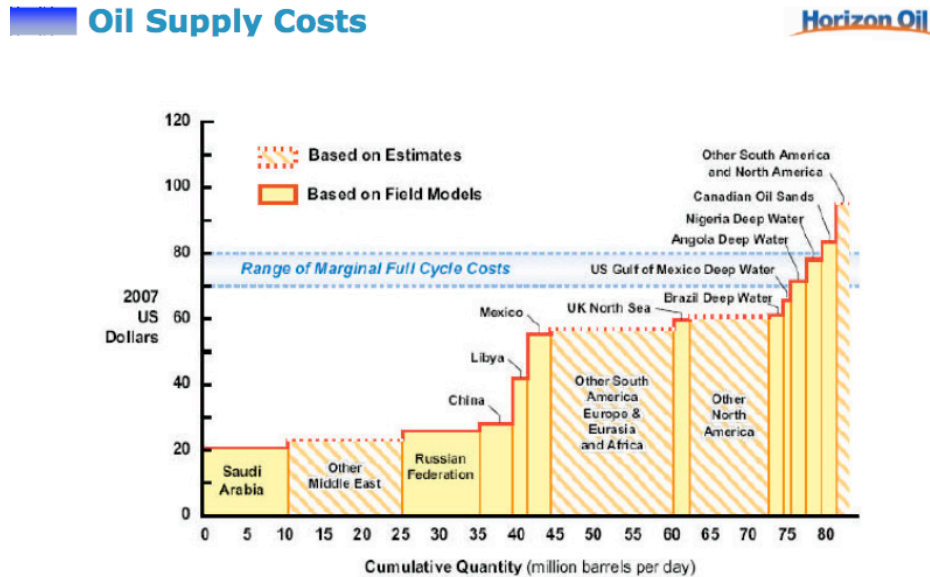 Oil Supply Costs
Horizon Oil
120
100
80
60
40
20
0
2007
US
Dollars
Based on Estimates
Based on Field Models
Range of Marginal Full Cycle Costs
Other South America
and North America
Canadian Oil Sands
Nigeria Deep Water
Angola Deep Water
US Gulf of Mexico Deep Water
Brazil Deep Water
UK North Sea
Mexico
Libya
China
Saudi
Arabia
Other
Middle East
Russian
Federation
Other South
America
Europe &
Eurasia
and Africa
Other
North
America
0 5 10 15 20 25 30 35 40 45 50 55 60 65 70 75 80
Cumulative Quantity (million barrels per day)